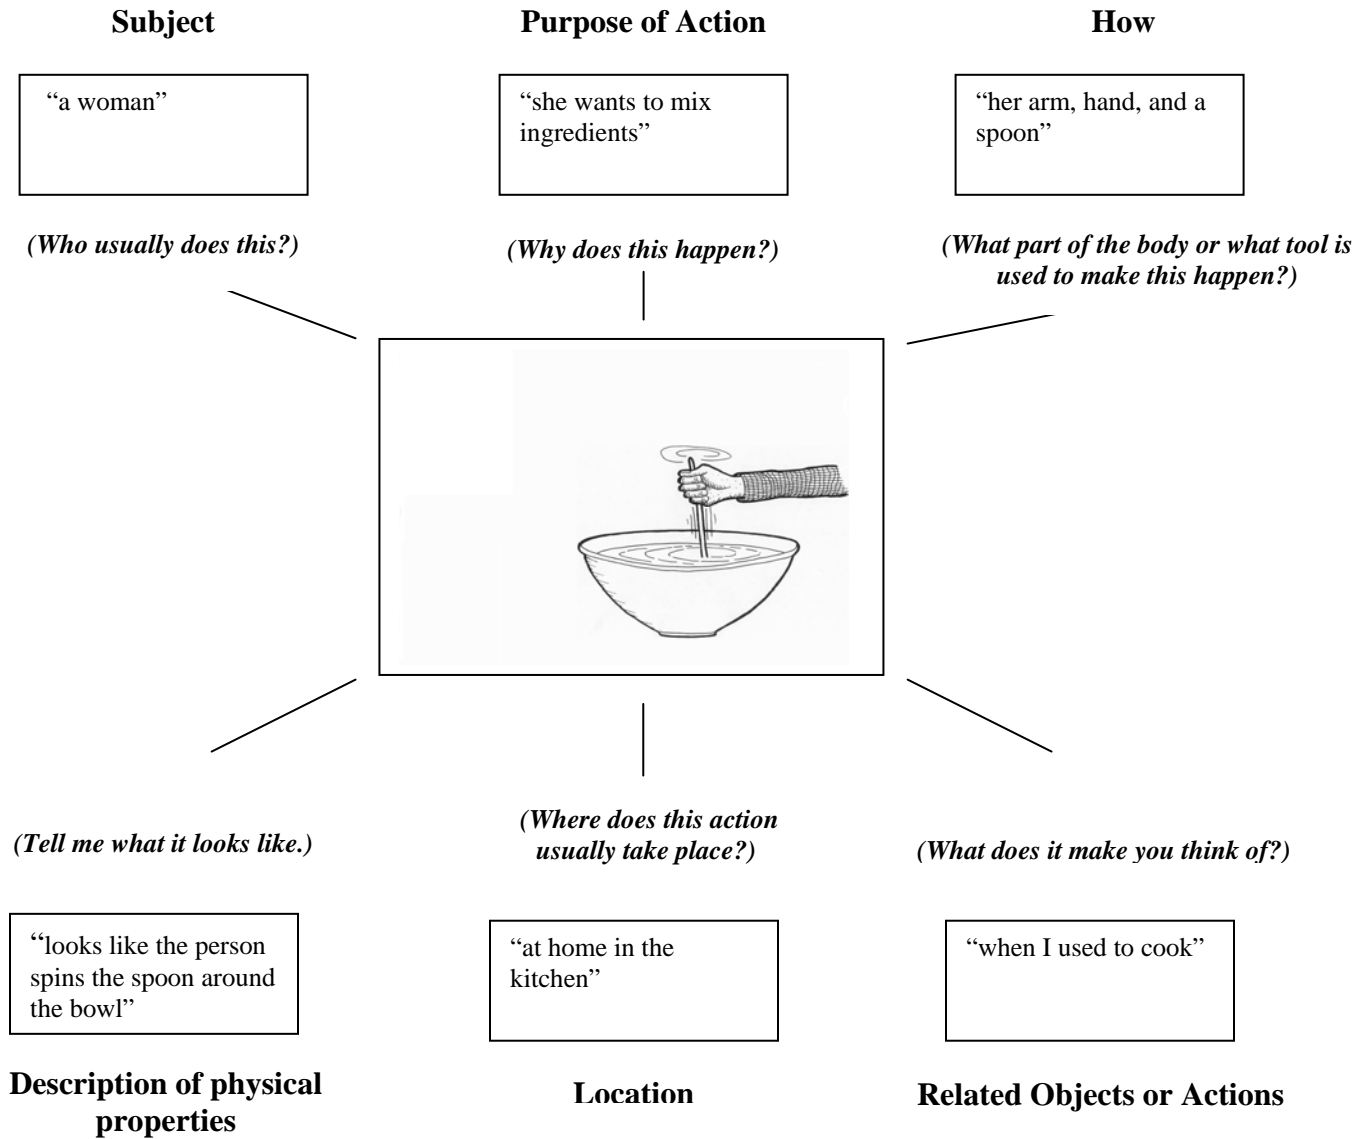 Subject
Purpose of Action
How
“a woman”
“she wants to mix
ingredients”
“her arm, hand, and a
spoon”
(Who usually does this?)
(Why does this happen?)
(What part of the body or what tool is
used to make this happen?)
(Tell me what it looks like.)
(Where does this action
usually take place?)
(What does it make you think of?)
“looks like the person
spins the spoon around
the bowl”
“at home in the
kitchen”
“when I used to cook”
Description of physical
properties
Location
Related Objects or Actions